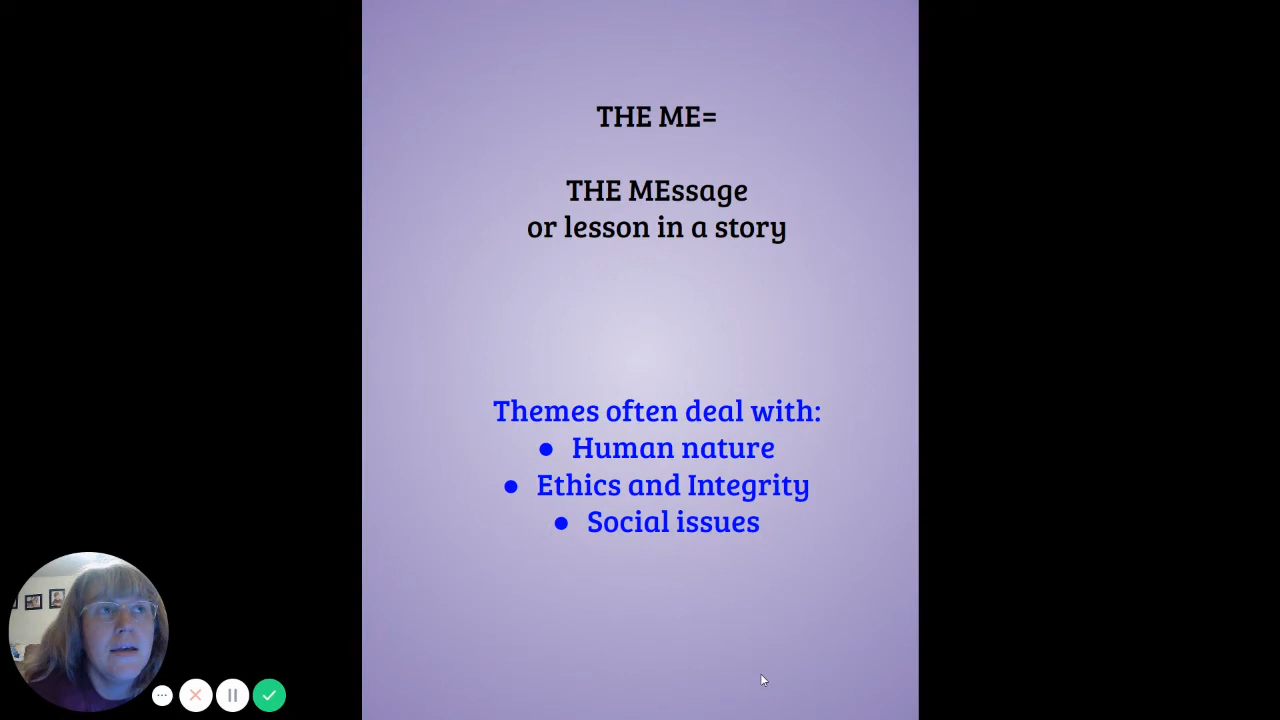 THE ME=
THE MEssage
or lesson in a story
Themes often deal with:
● Human nature
● Ethics and Integrity
● Social issues